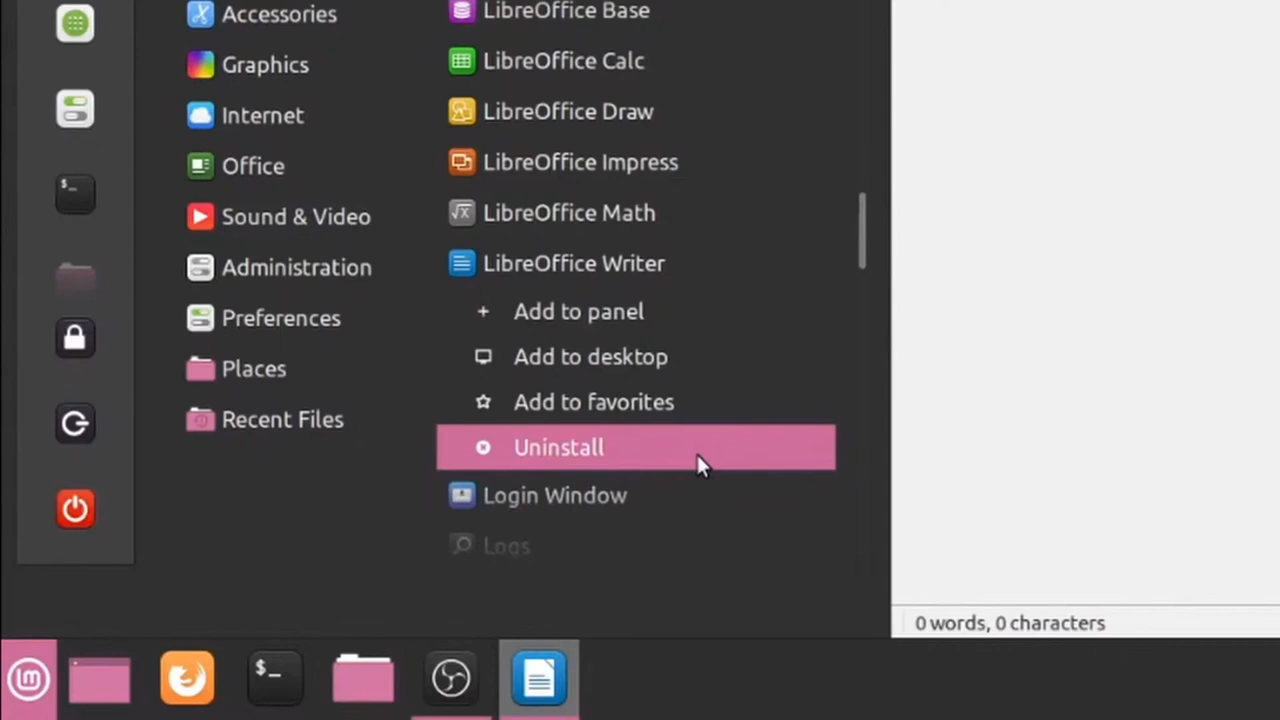 Accessories
Graphics
Internet
Office
Sound & Video
Administration
Preferences
Places
Recent Files
LibreOffice Base
LibreOffice Calc
LibreOffice Draw
LibreOffice Impress
LibreOffice Math
LibreOffice Writer
Add to panel
Add to desktop
Add to favorites
Uninstall
Login Window
Logs
0 words, 0 characters